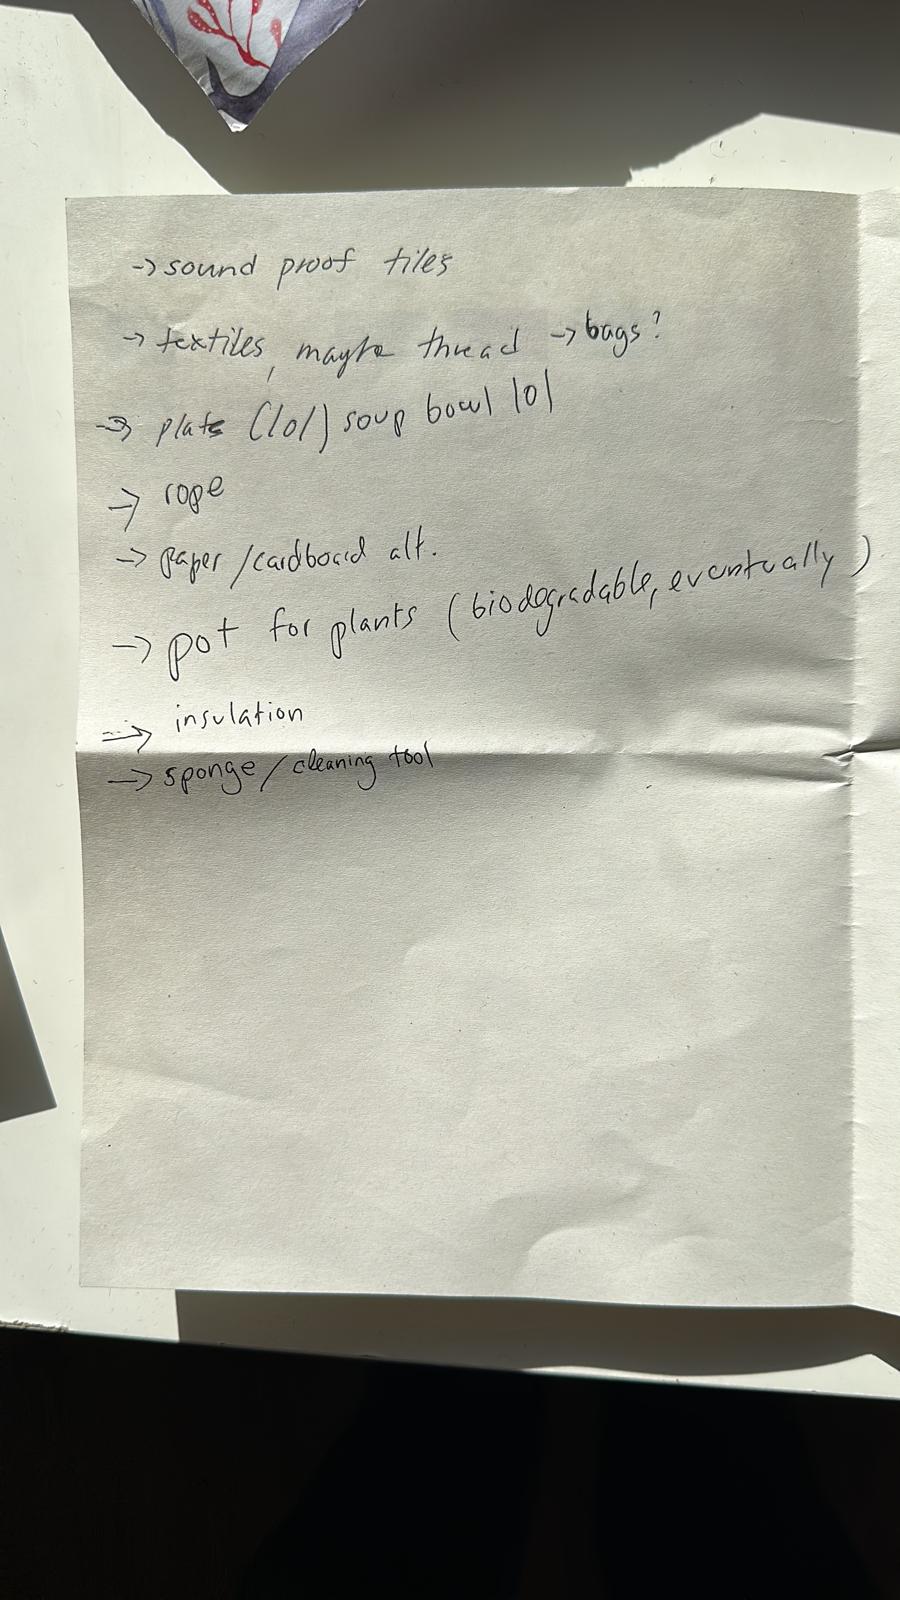 → sound proof tiles
→ textiles, maybe thread → bags?
→ plate (lol) soup bowl lol
→ rope
→ paper/cardboard alt.
→ pot for plants (biodegradable, eventually)
→ insulation
→ sponge/cleaning tool